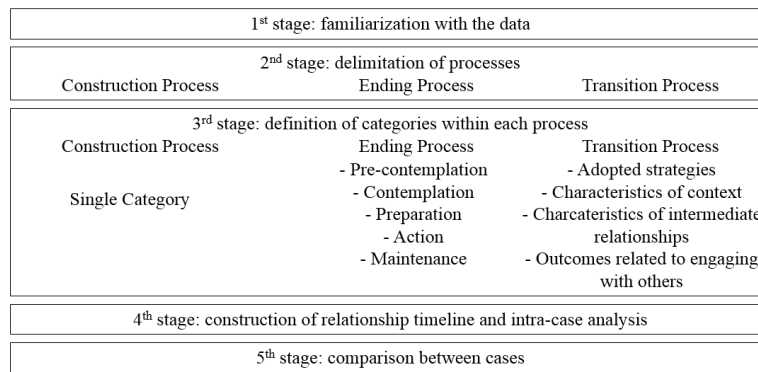 1st stage: familiarization with the data
2nd stage: delimitation of processes
Construction Process Ending Process Transition Process
3rd stage: definition of categories within each process
Construction Process Ending Process Transition Process
Single Category
- Pre-contemplation
- Contemplation
- Preparation
- Action
- Maintenance
- Adopted strategies
- Characteristics of context
- Charcateristics of intermediate
relationships
- Outcomes related to engaging
with others
4th stage: construction of relationship timeline and intra-case analysis
5th stage: comparison between cases